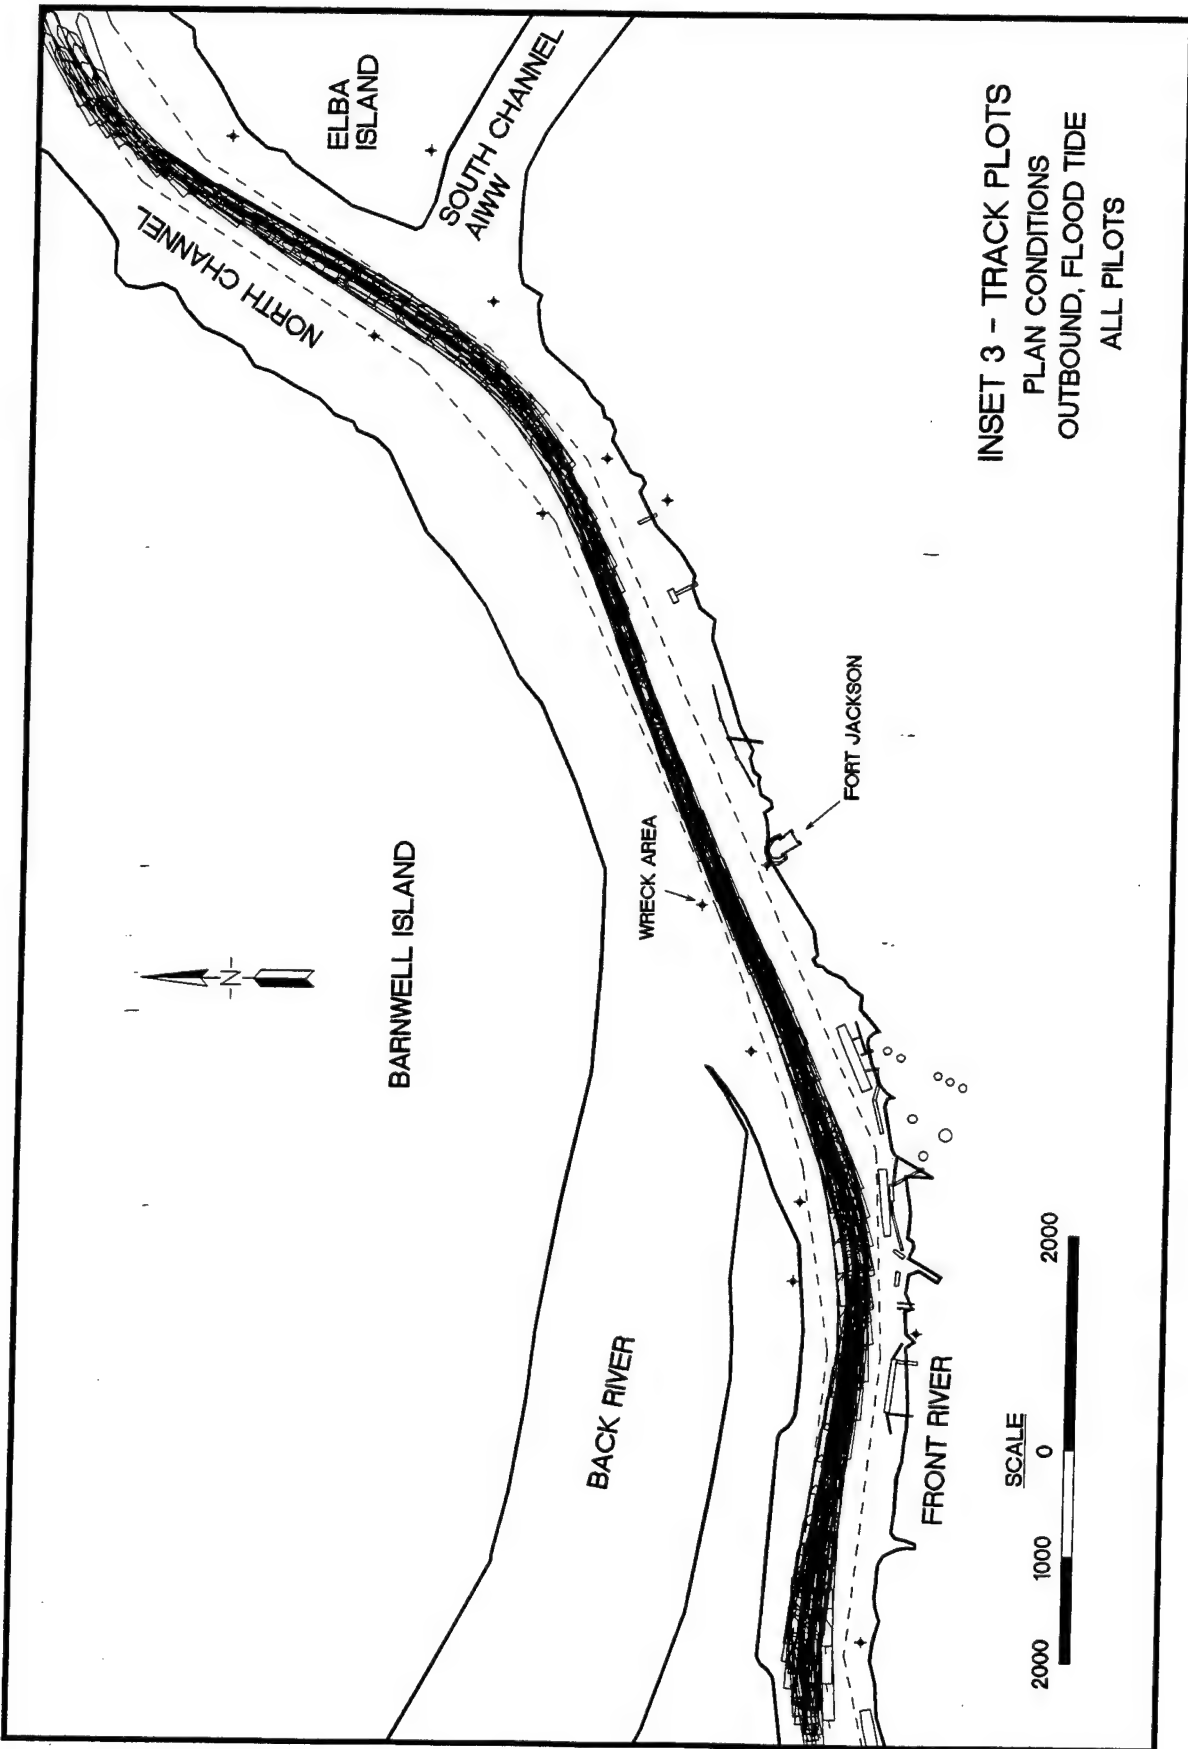 ELBA
ISLAND
SOUTH CHANNEL
AIWW
NORTH CHANNEL
BARNWELL ISLAND
-N-
WRECK AREA
FORT JACKSON
BACK RIVER
FRONT RIVER
SCALE
2000 1000 0 2000
INSET 3 - TRACK PLOTS
PLAN CONDITIONS
OUTBOUND, FLOOD TIDE
ALL PILOTS